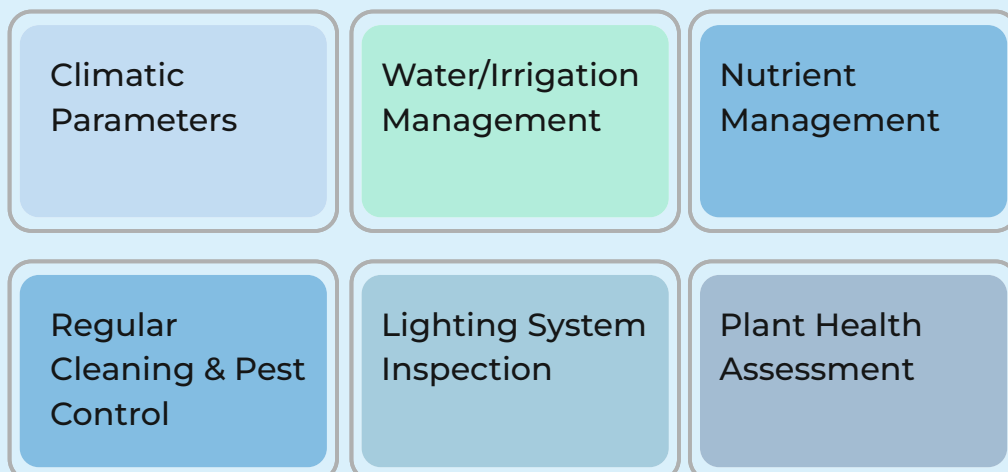 Climatic
Parameters
Water/Irrigation
Management
Nutrient
Management
Regular
Cleaning & Pest
Control
Lighting System
Inspection
Plant Health
Assessment